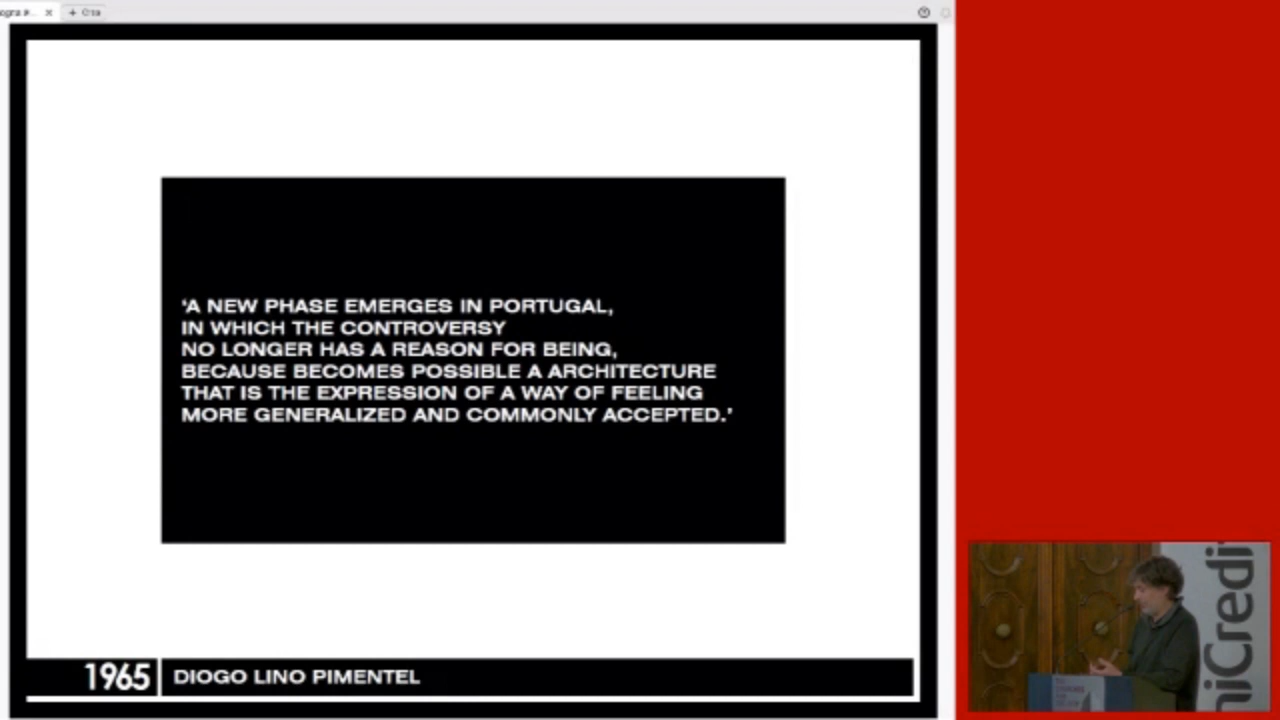 ‘A NEW PHASE EMERGES IN PORTUGAL,
IN WHICH THE CONTROVERSY
NO LONGER HAS A REASON FOR BEING,
BECAUSE BECOMES POSSIBLE A ARCHITECTURE
THAT IS THE EXPRESSION OF A WAY OF FEELING
MORE GENERALIZED AND COMMONLY ACCEPTED.’
1965
DIOGO LINO PIMENTEL
niCredi